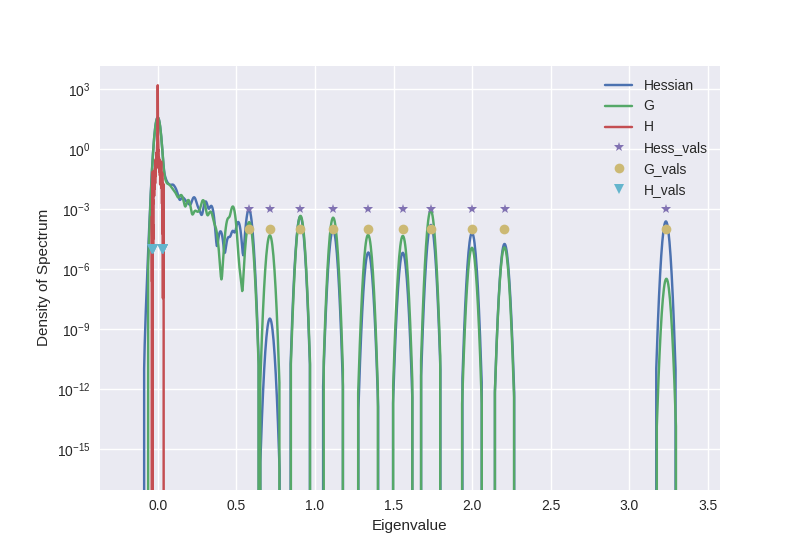 10^3
10^0
10^-3
10^-6
10^-9
10^-12
10^-15
Density of Spectrum
Hessian
G
H
Hess_vals
G_vals
H_vals
0.0 0.5 1.0 1.5 2.0 2.5 3.0 3.5
Eigenvalue